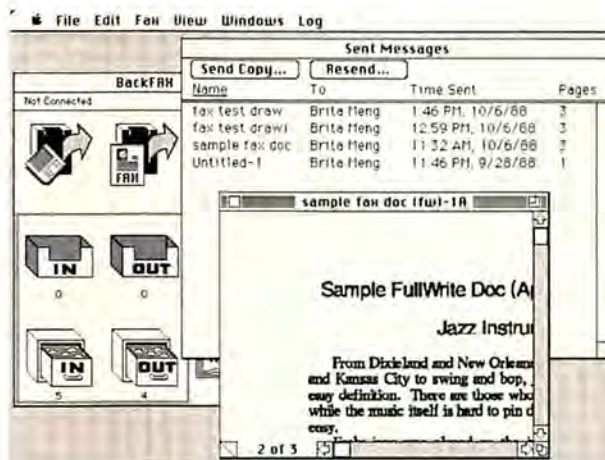 File Edit Fax View Windows Log
Sent Messages
Send Copy... Resend...
Name To Time Sent Pages
fax test draw Brita Meng 1:46 PM, 10/6/88 3
fax test draw1 Brita Meng 12:59 PM, 10/6/88 3
sample fax doc Brita Meng 11:32 AM, 10/6/88 3
Untitled-1 Brita Meng 11:46 PM, 9/28/88 1
BackFAX
Not Connected
FAX
IN OUT
0 0
IN OUT
5 4
sample fax doc (fw)-1A
Sample FullWrite Doc (A
Jazz Instru
From Dixieland and New Orleans
and Kansas City to swing and bop,
easy definition. There are those who
while the music itself is hard to pin d
easy.
2 of 3